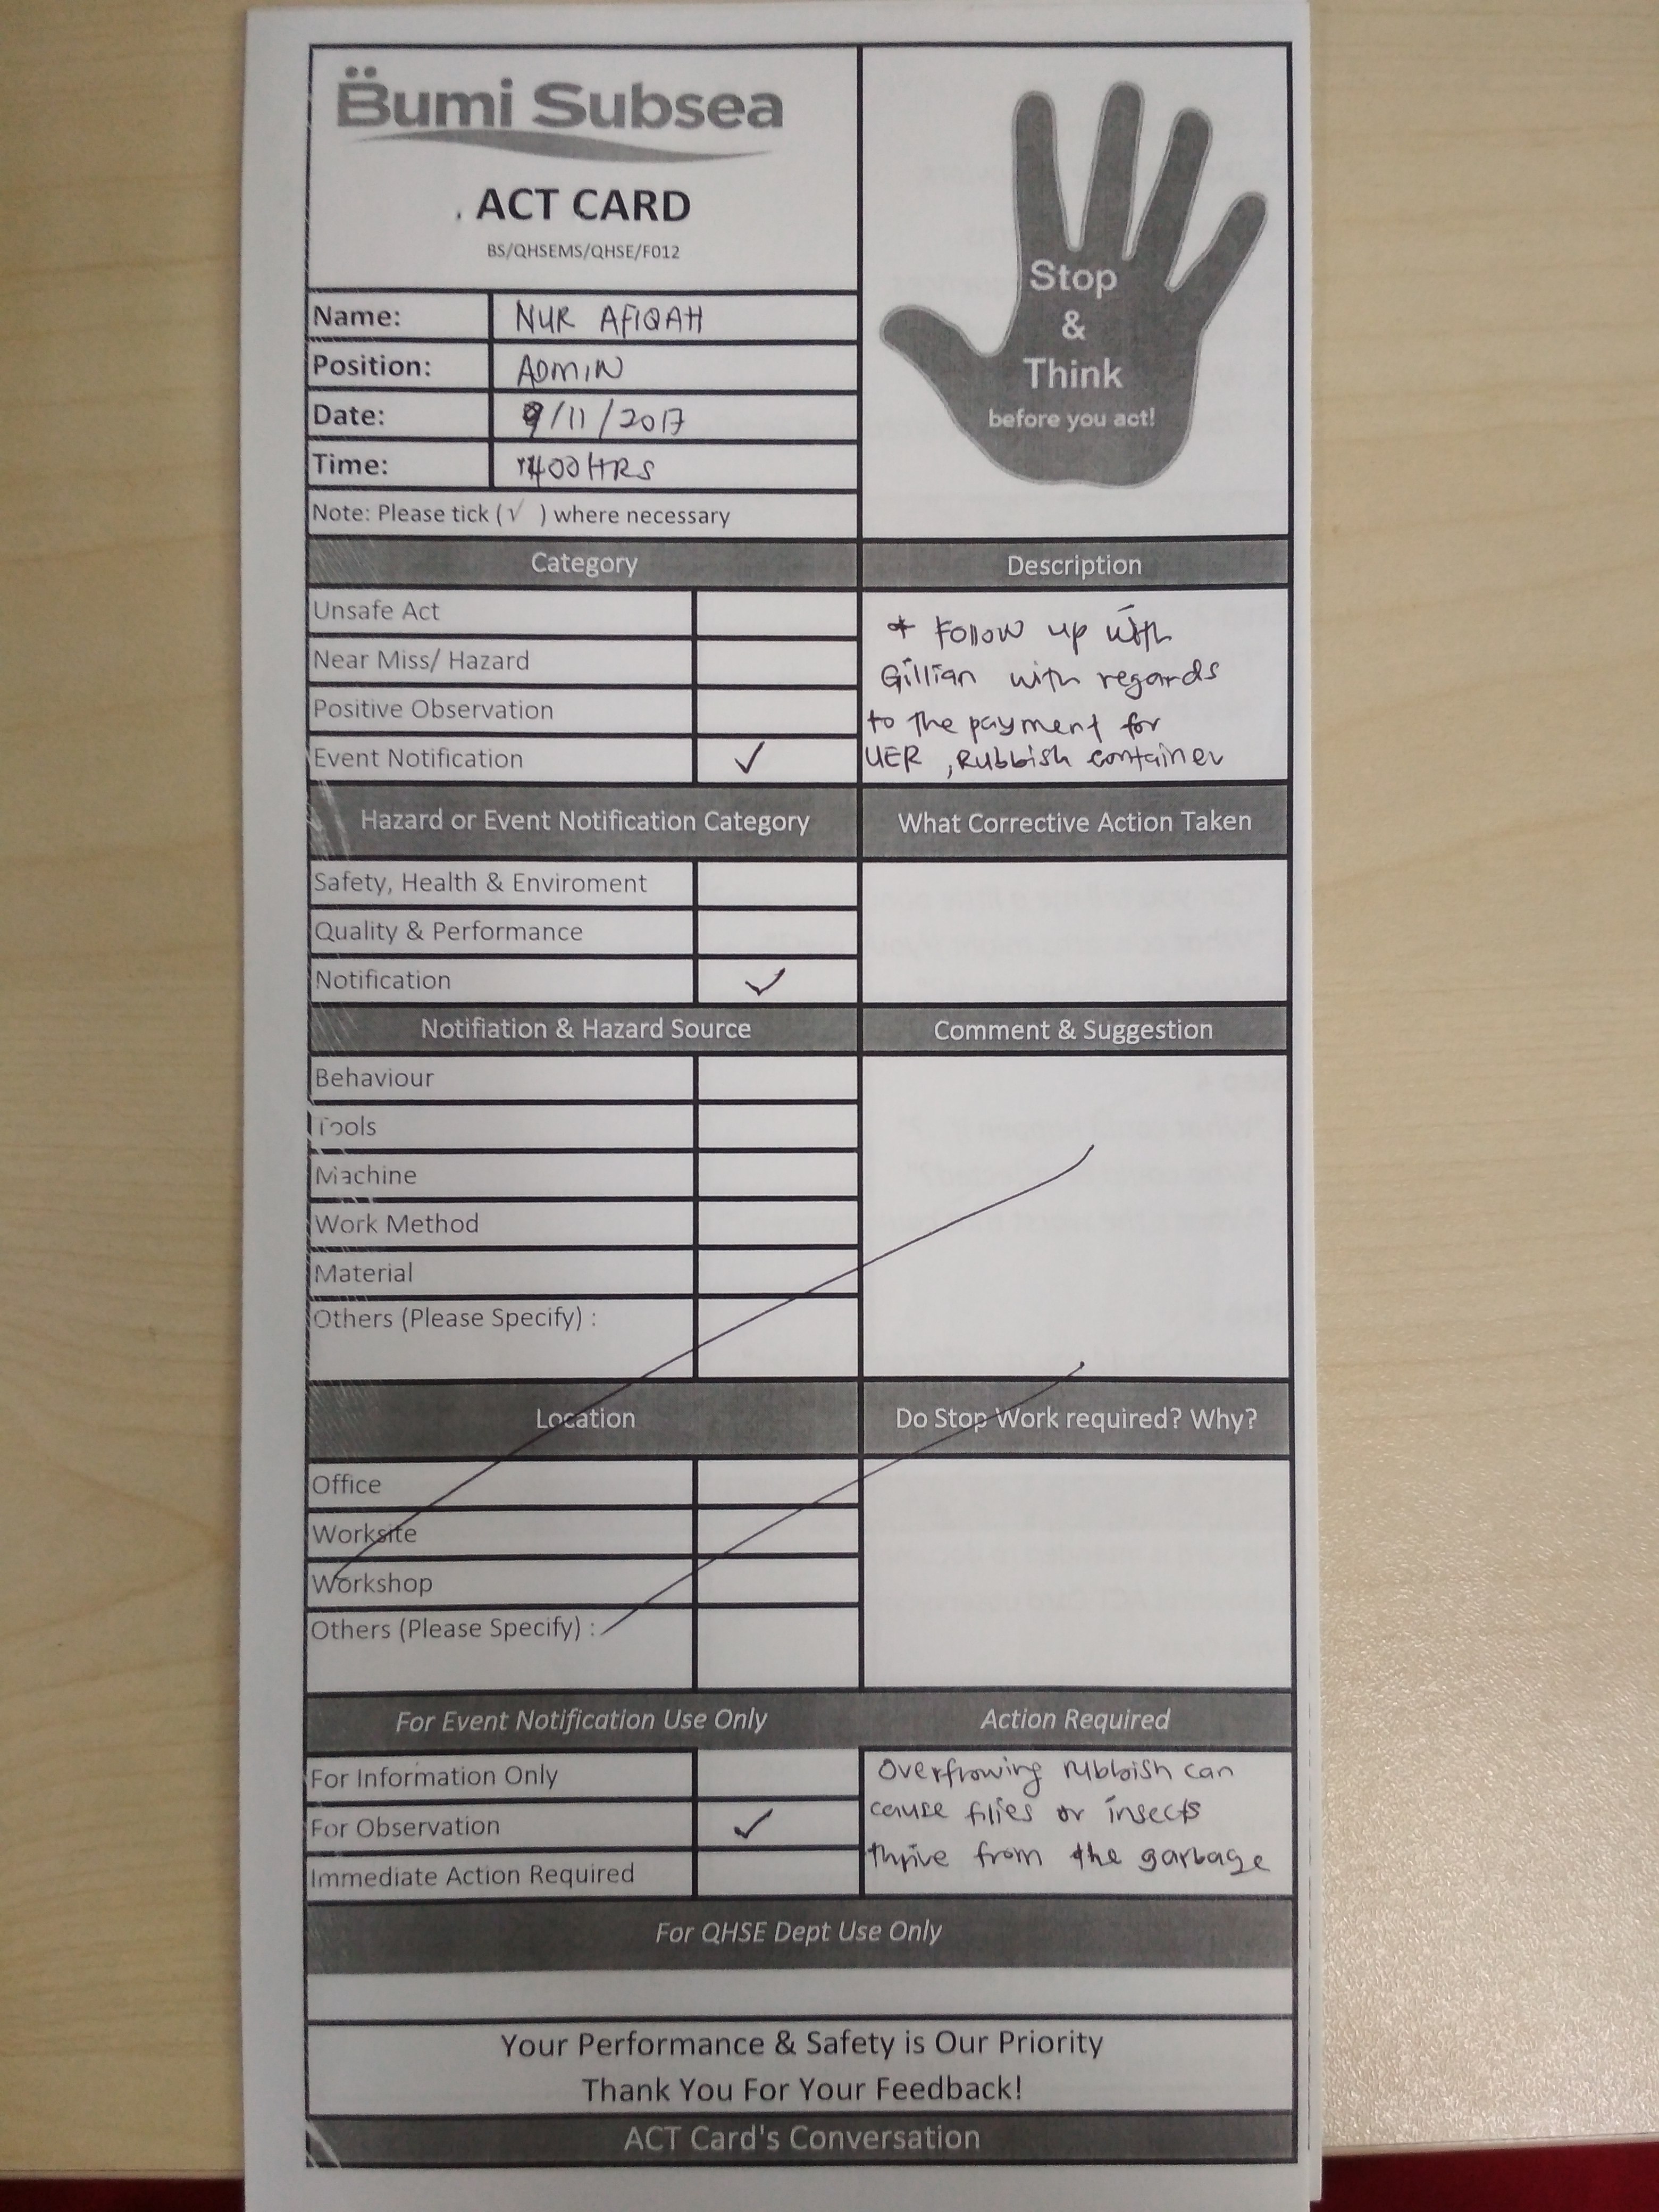 Bumi Subsea
ACT CARD
BS/QHSEMS/QHSE/F012
Stop
&
Think
before you act!
Name: NUR AFIQAH
Position: ADMIN
Date: 9/11/2017
Time: 1400HRS
Note: Please tick (√ ) where necessary
Category
Unsafe Act
Near Miss/ Hazard
Positive Observation
Event Notification ✓
Description
* Follow up with
Gillian with regards
to the payment for
UER , Rubbish container
Hazard or Event Notification Category
Safety, Health & Enviroment
Quality & Performance
Notification ✓
What Corrective Action Taken
Notifiation & Hazard Source
Behaviour
Tools
Machine
Work Method
Material
Others (Please Specify) :
Comment & Suggestion
Location
Office
Worksite
Workshop
Others (Please Specify) :
Do Stop Work required? Why?
For Event Notification Use Only
For Information Only
For Observation ✓
Immediate Action Required
Action Required
Overflowing rubbish can
cause filies or insects
thrive from the garbage
For QHSE Dept Use Only
Your Performance & Safety is Our Priority
Thank You For Your Feedback!
ACT Card's Conversation